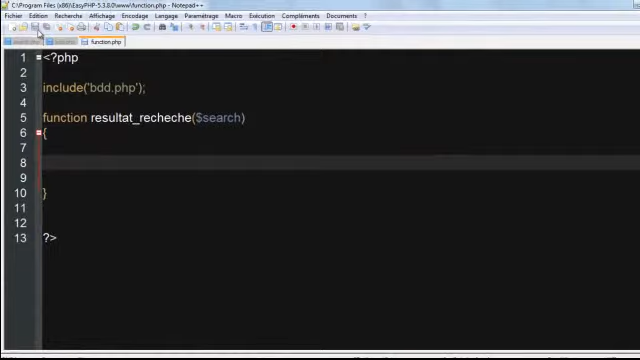 C:\Program Files (x86)\EasyPHP-5.3.8.0\www\function.php - Notepad++
Fichier Edition Recherche Affichage Encodage Langage Paramétrage Macro Exécution Compléments Documents ?
function.php
1 <?php
2
3 include('bdd.php');
4
5 function resultat_recheche($search)
6 {
7
8
9
10 }
11
12
13 ?>